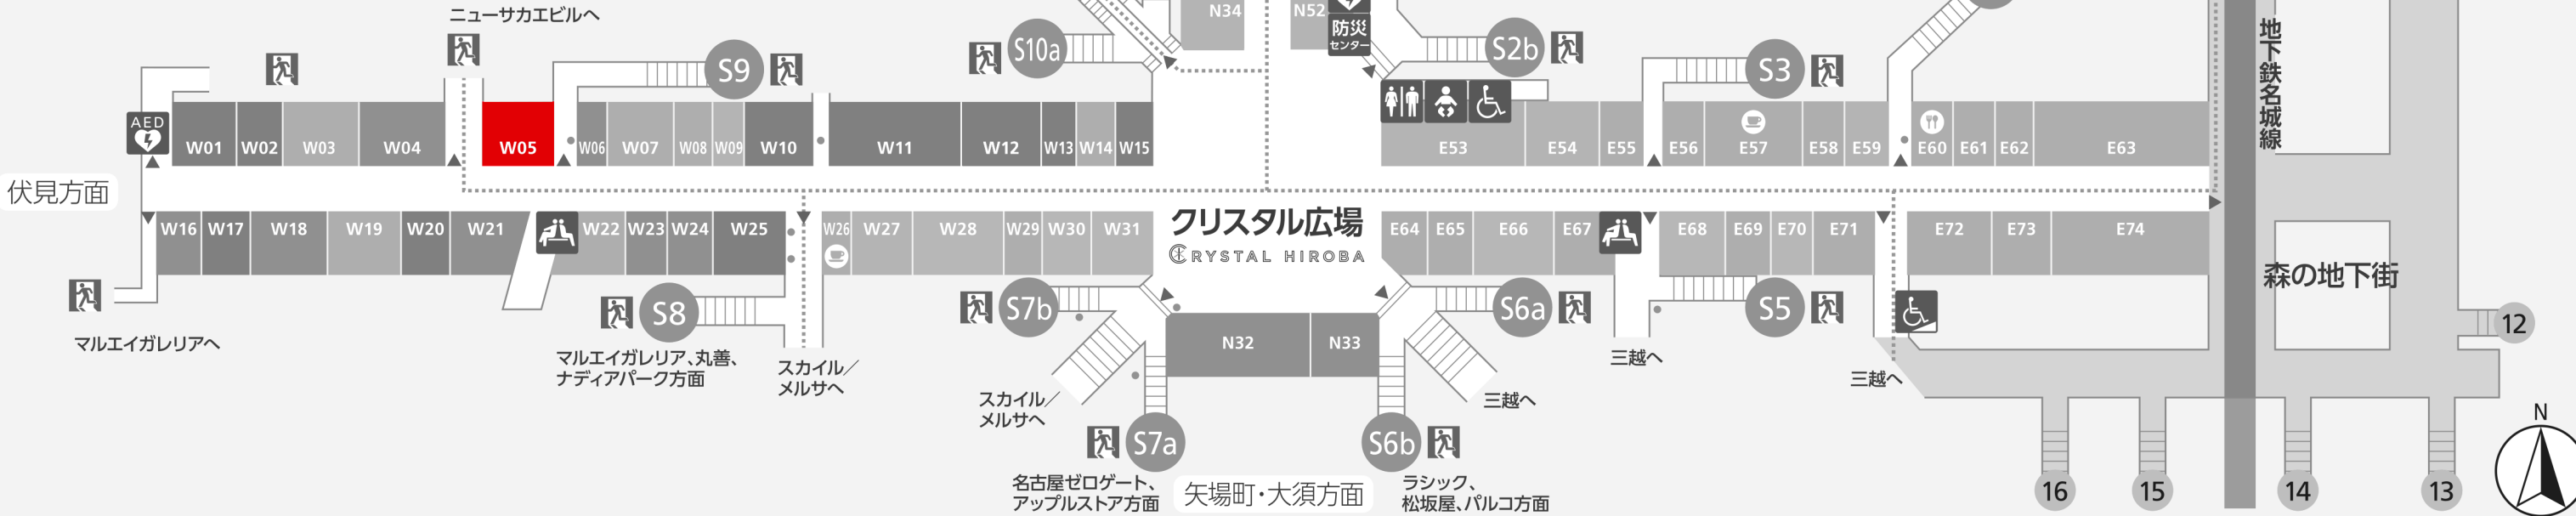 ニューサカエビルへ
S9
S10a
N34
N52
防災
センター
S2b
S3
地下鉄名城線
AED
W01 W02 W03 W04 W05 W06 W07 W08 W09 W10 W11 W12 W13 W14 W15
E53 E54 E55 E56 E57 E58 E59 E60 E61 E62 E63
伏見方面
W16 W17 W18 W19 W20 W21 W22 W23 W24 W25 W26 W27 W28 W29 W30 W31
クリスタル広場
CRYSTAL HIROBA
E64 E65 E66 E67 E68 E69 E70 E71 E72 E73 E74
森の地下街
マルエイガレリアへ
S8
マルエイガレリア、丸善、
ナディアパーク方面
スカイル／
メルサへ
S7b
N32
N33
S6a
S5
12
三越へ
三越へ
スカイル／
メルサへ
三越へ
S7a
S6b
名古屋ゼロゲート、
アップルストア方面
矢場町・大須方面
ラシック、
松坂屋、パルコ方面
16
15
14
13
N